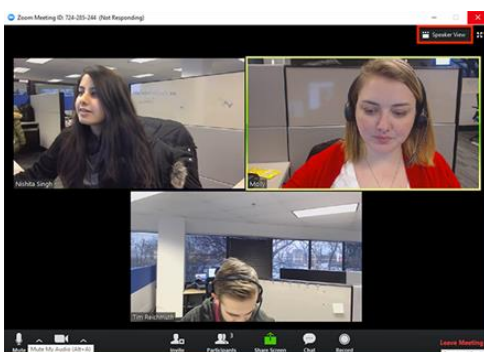 Zoom Meeting ID: 724-285-244 (Not Responding)
Speaker View
Nishita Singh
Molly
Tim Reichmuth
Mute
Mute My Audio (Alt+A)
Invite
Participants
3
Share Screen
Chat
Record
Leave Meeting